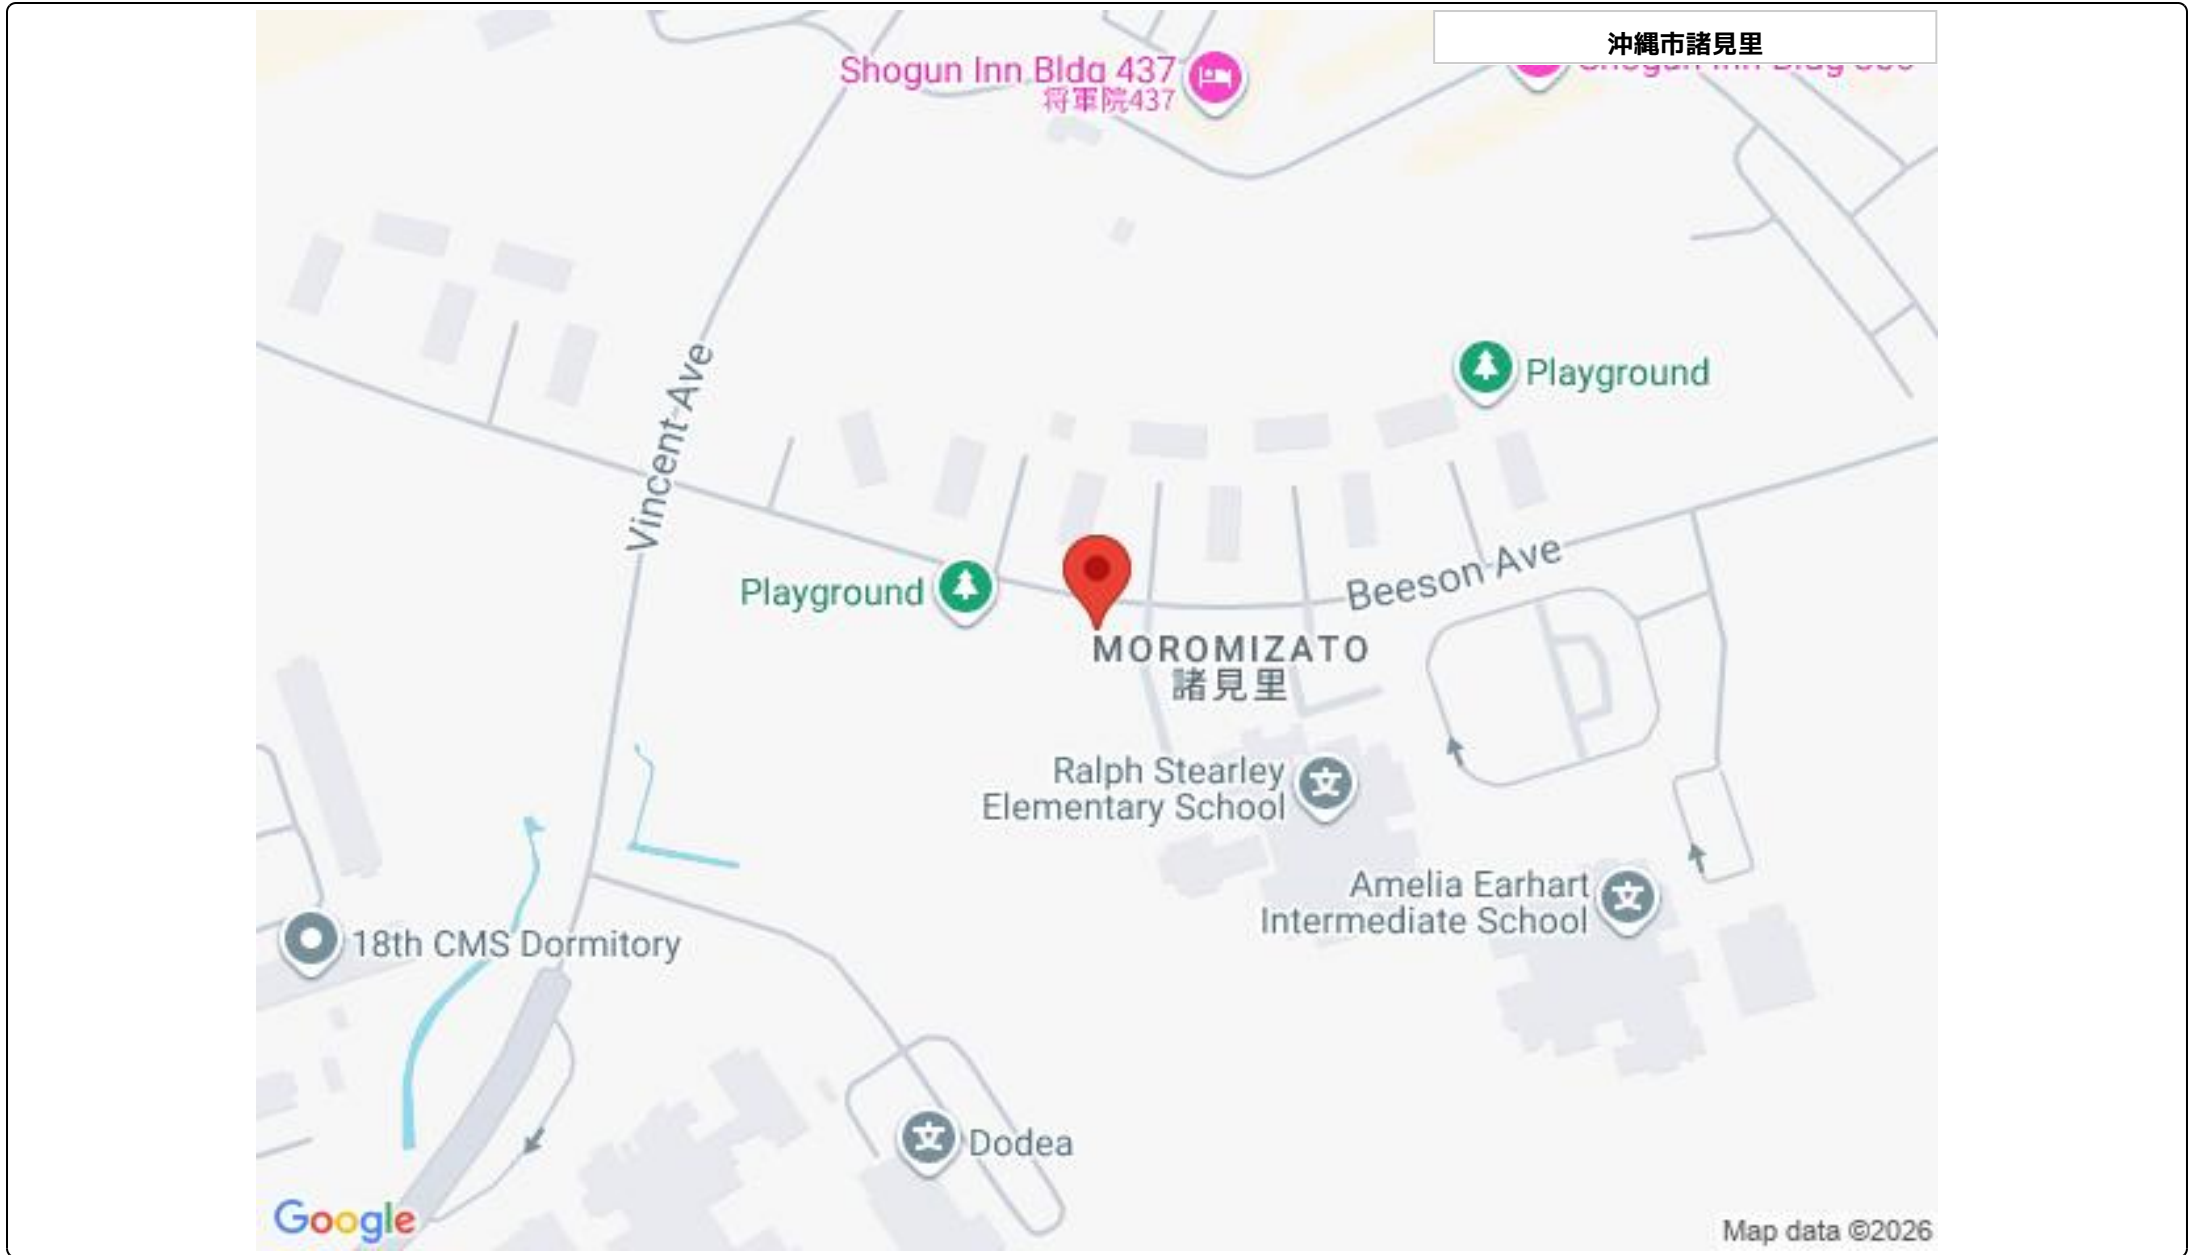 沖縄市諸見里
Shogun Inn Bldg 437
将軍院437
Playground
Vincent Ave
Beeson Ave
Playground
MOROMIZATO
諸見里
Ralph Stearley
Elementary School
Amelia Earhart
Intermediate School
18th CMS Dormitory
Dodea
Google
Map data ©2026